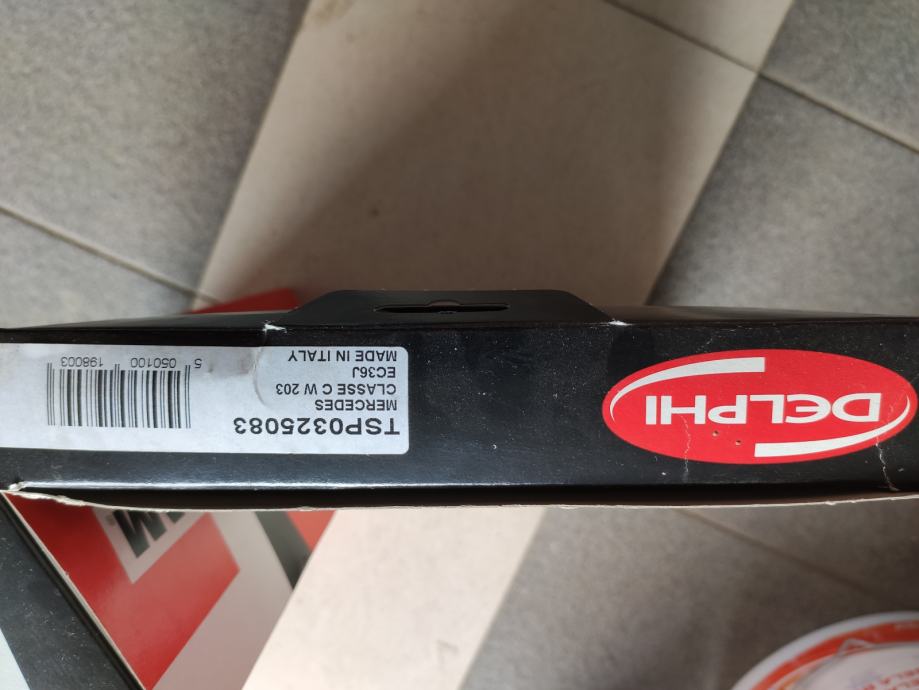 TSP0325083
MERCEDES
CLASSE C W 203
EC36J
MADE IN ITALY
5 050100 198003
DELPHI